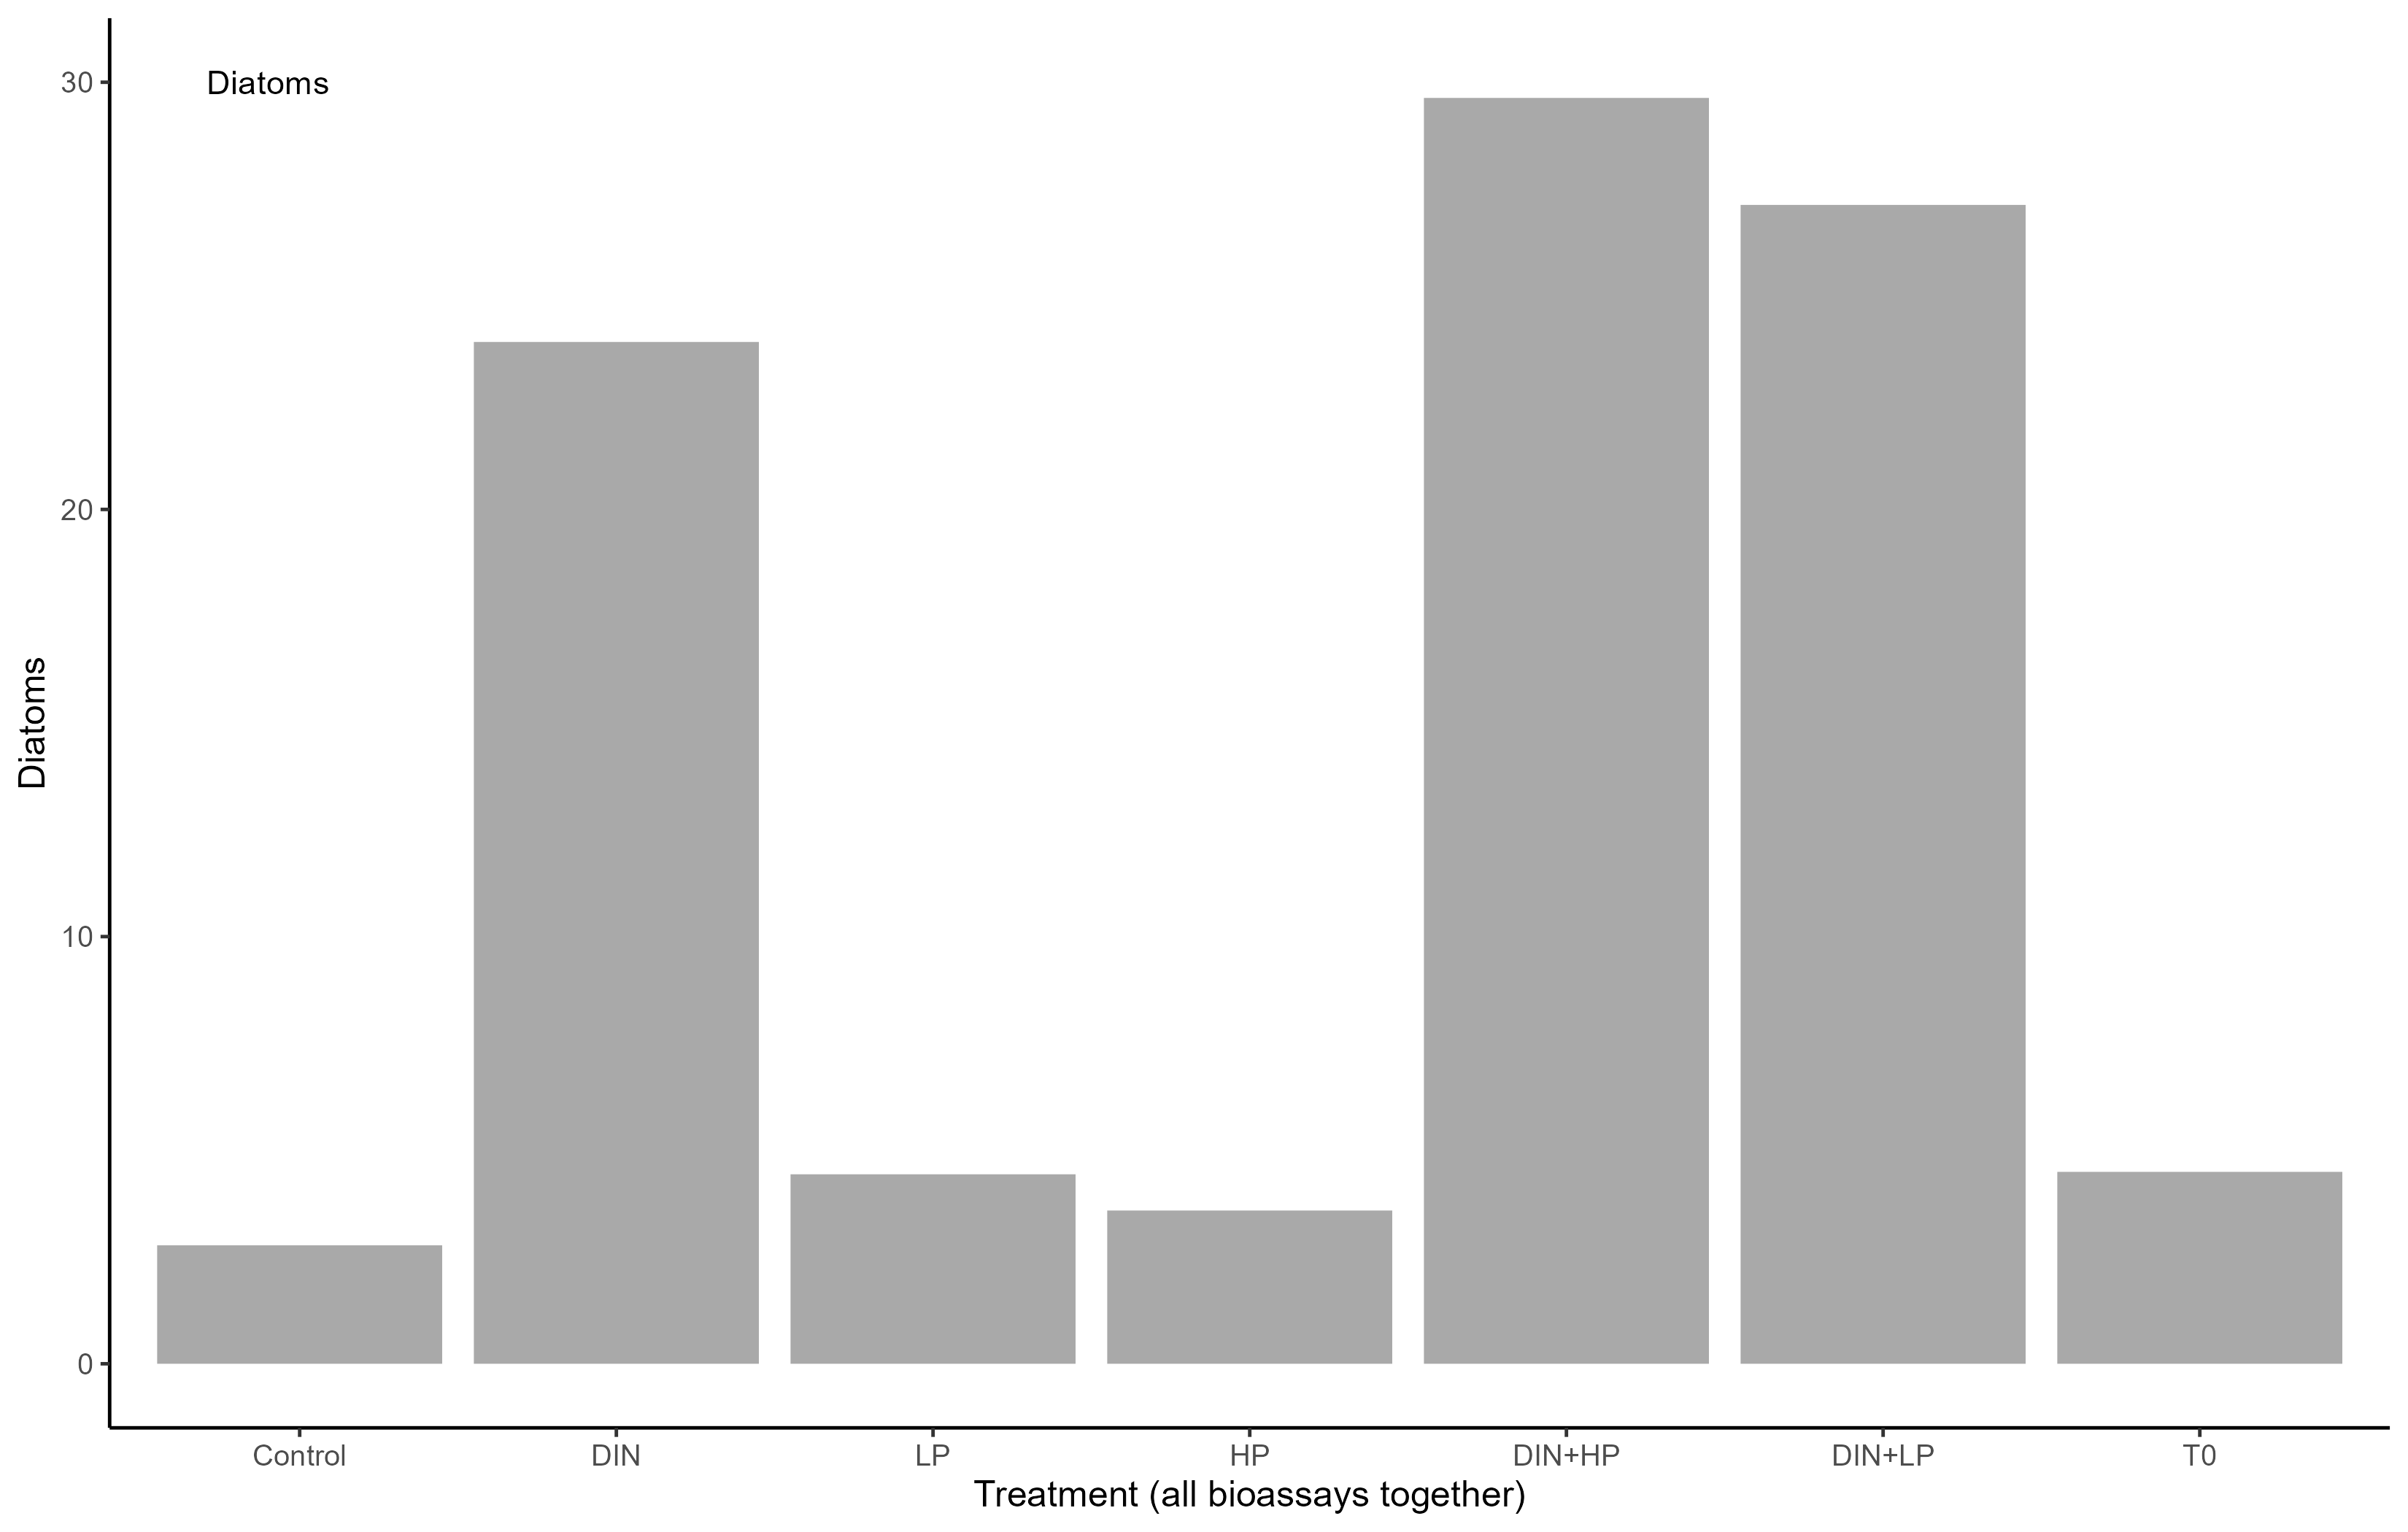 Diatoms
30
20
10
0
Diatoms
Control DIN LP HP DIN+HP DIN+LP T0
Treatment (all bioassays together)